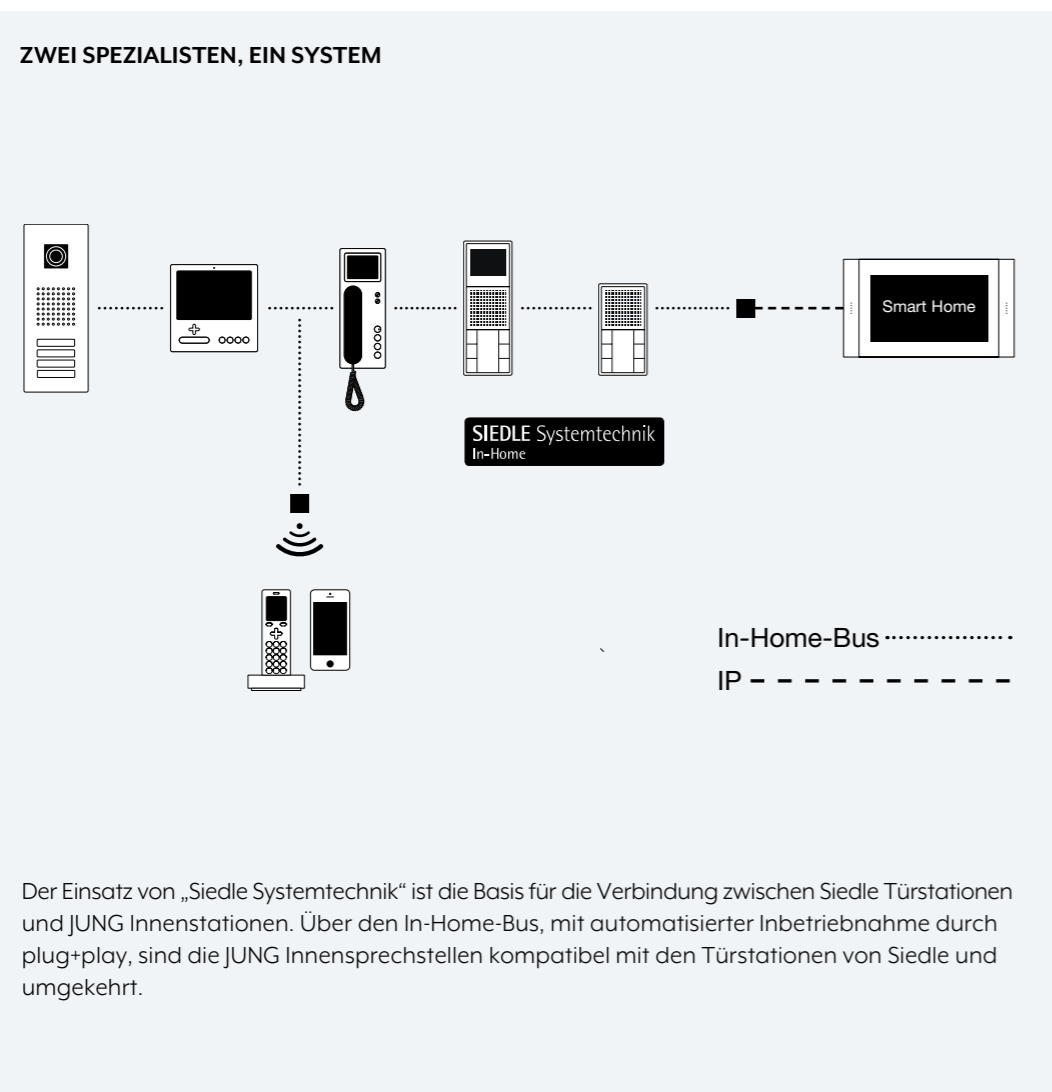 ZWEI SPEZIALISTEN, EIN SYSTEM
Smart Home
SIEDLE Systemtechnik
In-Home
In-Home-Bus
IP
Der Einsatz von „Siedle Systemtechnik“ ist die Basis für die Verbindung zwischen Siedle Türstationen
und JUNG Innenstationen. Über den In-Home-Bus, mit automatisierter Inbetriebnahme durch
plug+play, sind die JUNG Innensprechstellen kompatibel mit den Türstationen von Siedle und
umgekehrt.